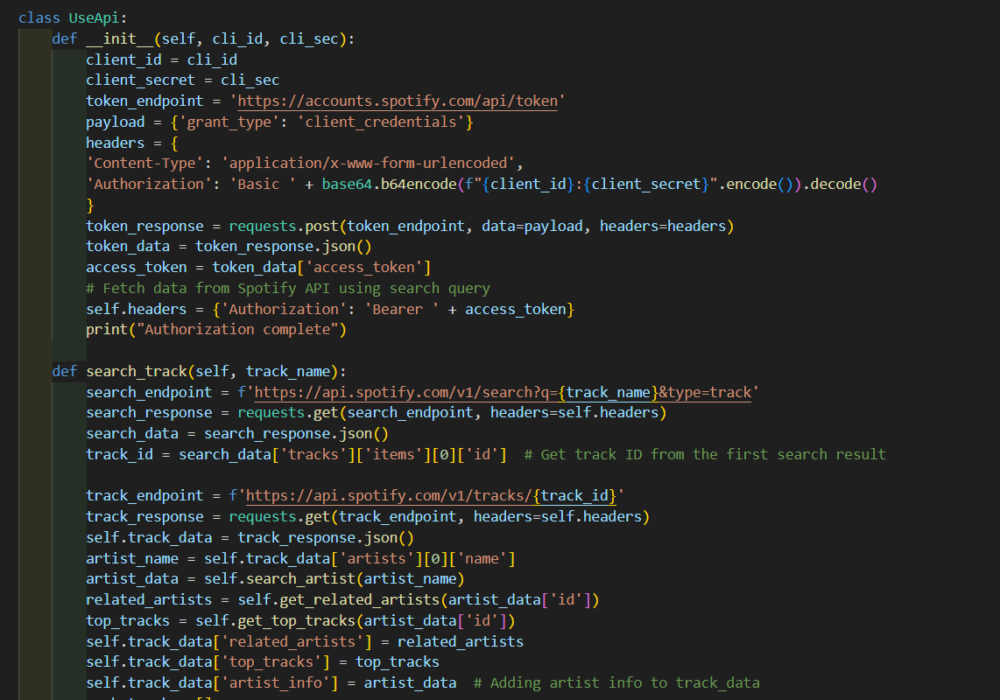 class UseApi:
    def __init__(self, cli_id, cli_sec):
        client_id = cli_id
        client_secret = cli_sec
        token_endpoint = 'https://accounts.spotify.com/api/token'
        payload = {'grant_type': 'client_credentials'}
        headers = {
        'Content-Type': 'application/x-www-form-urlencoded',
        'Authorization': 'Basic ' + base64.b64encode(f"{client_id}:{client_secret}".encode()).decode()
        }
        token_response = requests.post(token_endpoint, data=payload, headers=headers)
        token_data = token_response.json()
        access_token = token_data['access_token']
        # Fetch data from Spotify API using search query
        self.headers = {'Authorization': 'Bearer ' + access_token}
        print("Authorization complete")

    def search_track(self, track_name):
        search_endpoint = f'https://api.spotify.com/v1/search?q={track_name}&type=track'
        search_response = requests.get(search_endpoint, headers=self.headers)
        search_data = search_response.json()
        track_id = search_data['tracks']['items'][0]['id']  # Get track ID from the first search result

        track_endpoint = f'https://api.spotify.com/v1/tracks/{track_id}'
        track_response = requests.get(track_endpoint, headers=self.headers)
        self.track_data = track_response.json()
        artist_name = self.track_data['artists'][0]['name']
        artist_data = self.search_artist(artist_name)
        related_artists = self.get_related_artists(artist_data['id'])
        top_tracks = self.get_top_tracks(artist_data['id'])
        self.track_data['related_artists'] = related_artists
        self.track_data['top_tracks'] = top_tracks
        self.track_data['artist_info'] = artist_data  # Adding artist info to track_data